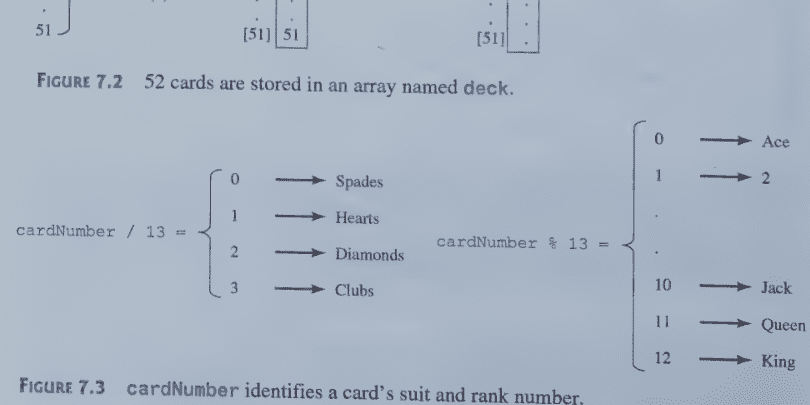 51
[51] 51
[51]
FIGURE 7.2 52 cards are stored in an array named deck.
cardNumber / 13 =
0 Spades
1 Hearts
2 Diamonds
3 Clubs
cardNumber % 13 =
0 Ace
1 2
.
.
10 Jack
11 Queen
12 King
FIGURE 7.3 cardNumber identifies a card's suit and rank number.